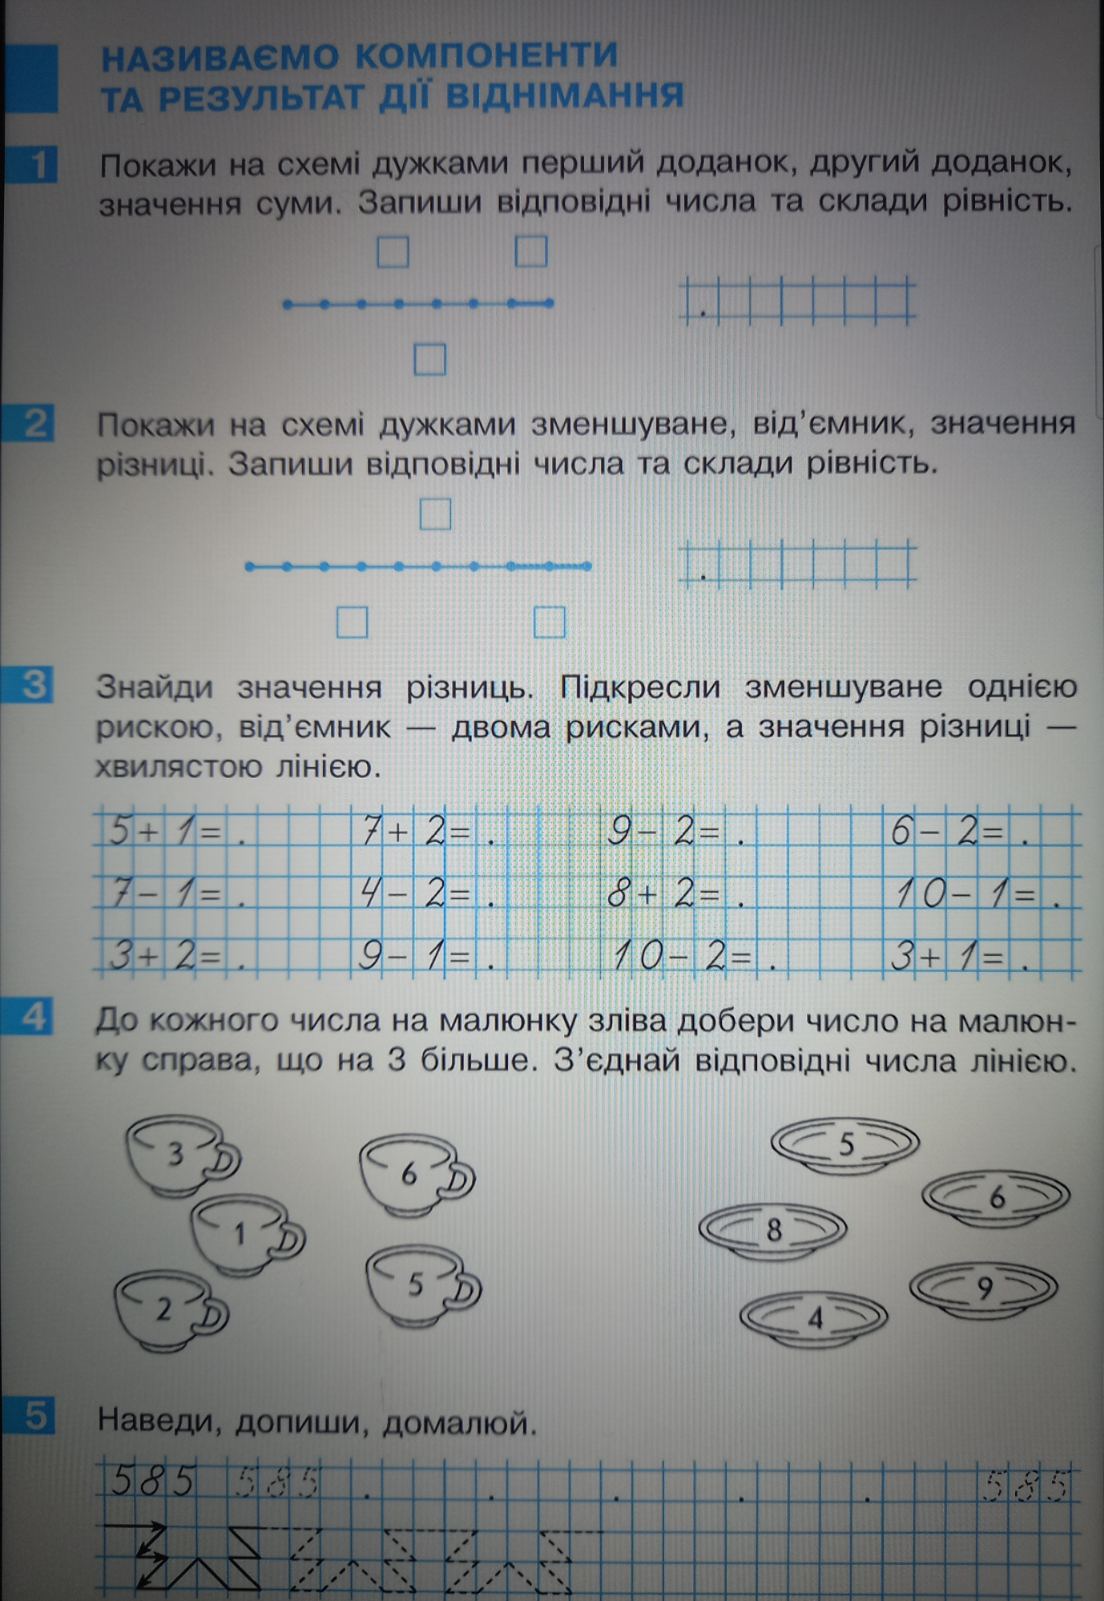 НАЗИВАЄМО КОМПОНЕНТИ
ТА РЕЗУЛЬТАТ ДІЇ ВІДНІМАННЯ
1 Покажи на схемі дужками перший доданок, другий доданок,
значення суми. Запиши відповідні числа та склади рівність.
2 Покажи на схемі дужками зменшуване, від’ємник, значення
різниці. Запиши відповідні числа та склади рівність.
3 Знайди значення різниць. Підкресли зменшуване однією
рискою, від’ємник — двома рисками, а значення різниці —
хвилястою лінією.
5 + 1 = . 7 + 2 = . 9 – 2 = . 6 – 2 = .
7 – 1 = . 4 – 2 = . 8 + 2 = . 10 – 1 = .
3 + 2 = . 9 – 1 = . 10 – 2 = . 3 + 1 = .
4 До кожного числа на малюнку зліва добери число на малюн-
ку справа, що на 3 більше. З’єднай відповідні числа лінією.
3 6 5
1 8 6
2 5 4 9
5 Наведи, допиши, домалюй.
585 585 . . . . . 585